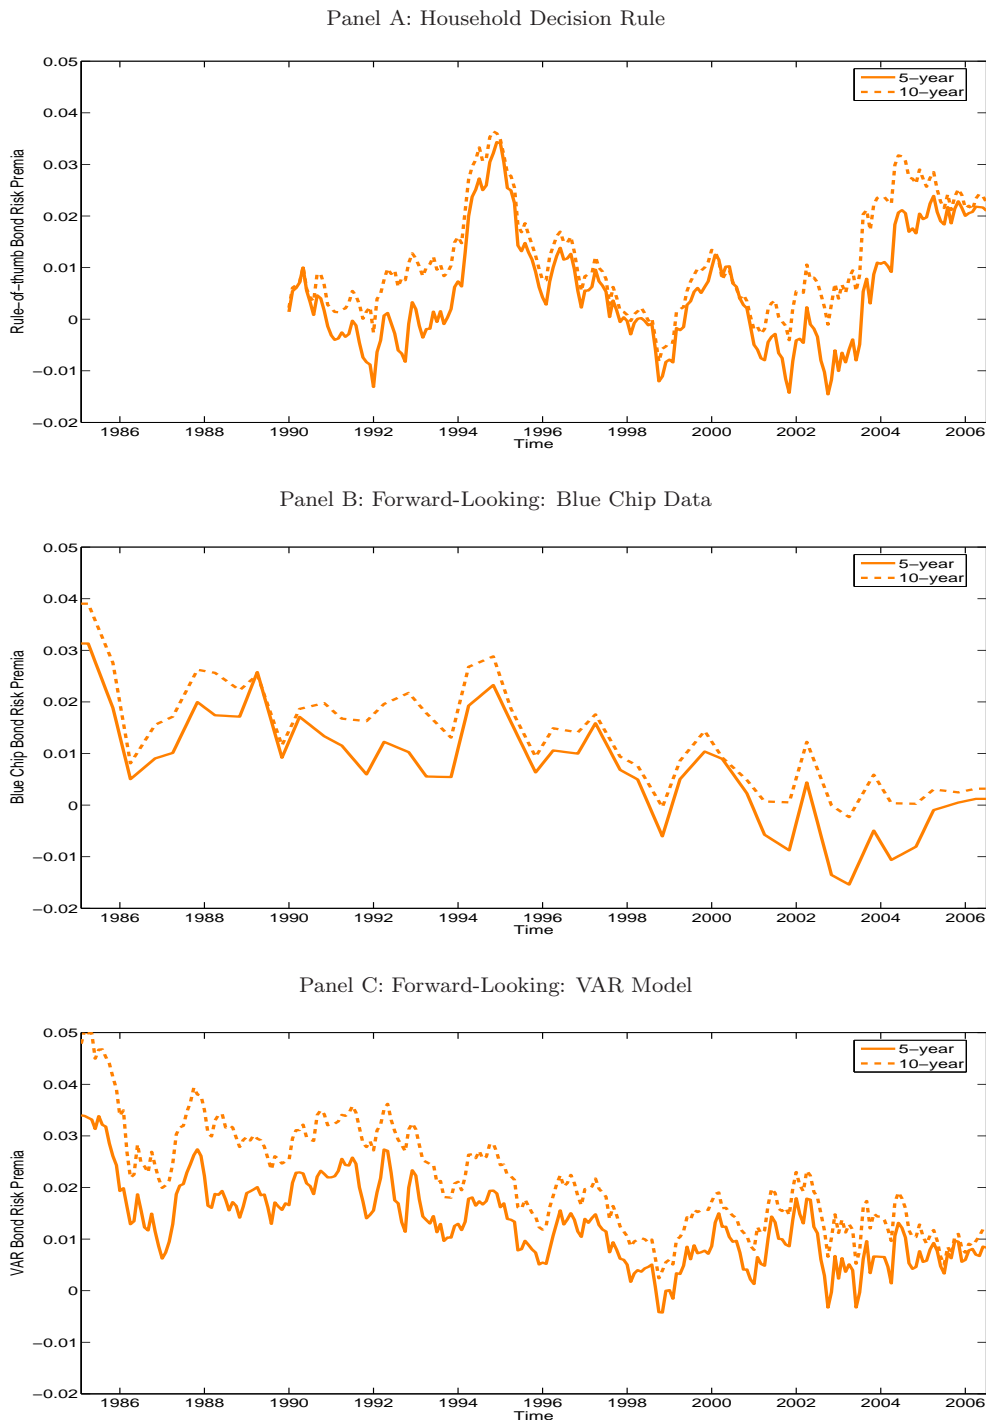 Panel A: Household Decision Rule
0.05
0.04
0.03
0.02
0.01
0
−0.01
−0.02
Rule−of−thumb Bond Risk Premia
5−year
10−year
1986 1988 1990 1992 1994 1996 1998 2000 2002 2004 2006
Time
Panel B: Forward-Looking: Blue Chip Data
0.05
0.04
0.03
0.02
0.01
0
−0.01
−0.02
Blue Chip Bond Risk Premia
5−year
10−year
1986 1988 1990 1992 1994 1996 1998 2000 2002 2004 2006
Time
Panel C: Forward-Looking: VAR Model
0.05
0.04
0.03
0.02
0.01
0
−0.01
−0.02
VAR Bond Risk Premia
5−year
10−year
1986 1988 1990 1992 1994 1996 1998 2000 2002 2004 2006
Time